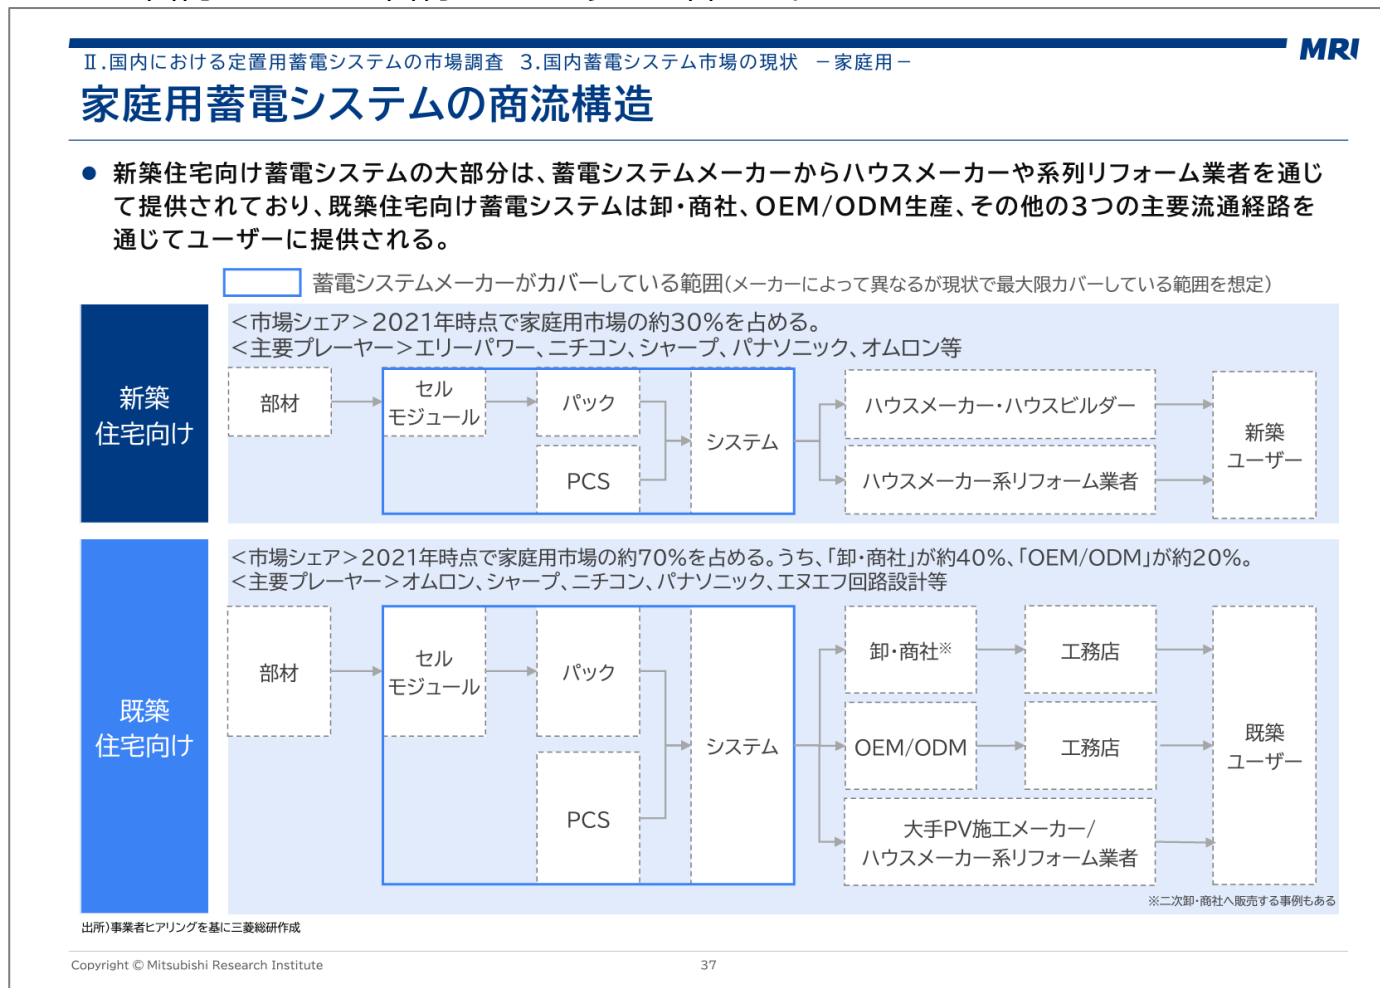 Ⅱ.国内における定置用蓄電システムの市場調査 3.国内蓄電システム市場の現状 －家庭用－
MRI
家庭用蓄電システムの商流構造
● 新築住宅向け蓄電システムの大部分は、蓄電システムメーカーからハウスメーカーや系列リフォーム業者を通じ
て提供されており、既築住宅向け蓄電システムは卸・商社、OEM/ODM生産、その他の3つの主要流通経路を
通じてユーザーに提供される。
蓄電システムメーカーがカバーしている範囲(メーカーによって異なるが現状で最大限カバーしている範囲を想定)
新築
住宅向け
＜市場シェア＞2021年時点で家庭用市場の約30%を占める。
＜主要プレーヤー＞エリーパワー、ニチコン、シャープ、パナソニック、オムロン等
部材
セル
モジュール
パック
PCS
システム
ハウスメーカー・ハウスビルダー
ハウスメーカー系リフォーム業者
新築
ユーザー
既築
住宅向け
＜市場シェア＞2021年時点で家庭用市場の約70%を占める。うち、「卸・商社」が約40%、「OEM/ODM」が約20%。
＜主要プレーヤー＞オムロン、シャープ、ニチコン、パナソニック、エヌエフ回路設計等
部材
セル
モジュール
パック
PCS
システム
卸・商社※
工務店
OEM/ODM
工務店
大手PV施工メーカー/
ハウスメーカー系リフォーム業者
既築
ユーザー
※二次卸・商社へ販売する事例もある
出所)事業者ヒアリングを基に三菱総研作成
Copyright © Mitsubishi Research Institute
37